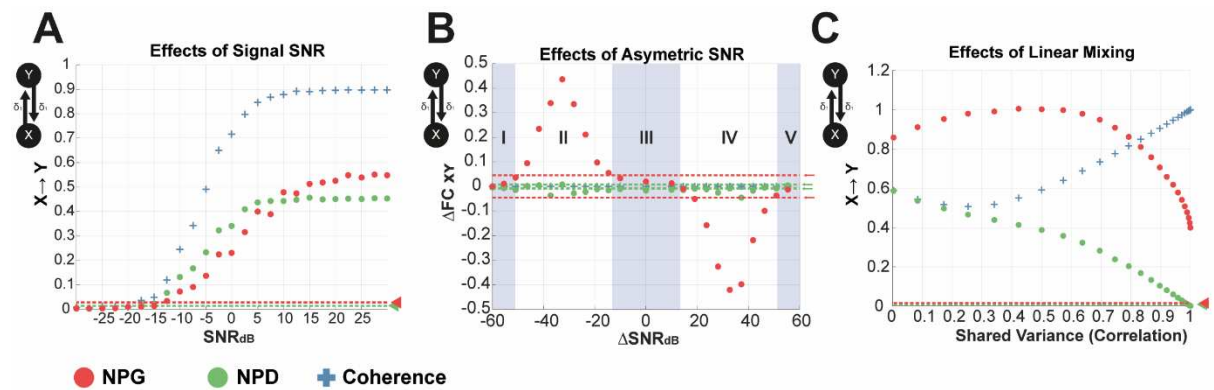 A
Effects of Signal SNR
Y
X
δₜ
δₜ
X→ Y
1
0.9
0.8
0.7
0.6
0.5
0.4
0.3
0.2
0.1
0
-25 -20 -15 -10 -5 0 5 10 15 20 25
SNRdB
B
Effects of Asymetric SNR
Y
X
ΔFC XY
0.5
0.4
0.3
0.2
0.1
0
-0.1
-0.2
-0.3
-0.4
-0.5
I II III IV V
-60 -40 -20 0 20 40 60
ΔSNRdB
C
Effects of Linear Mixing
Y
X
X→ Y
1.2
1
0.8
0.6
0.4
0.2
0
0 0.1 0.2 0.3 0.4 0.5 0.6 0.7 0.8 0.9 1
Shared Variance (Correlation)
NPG NPD Coherence